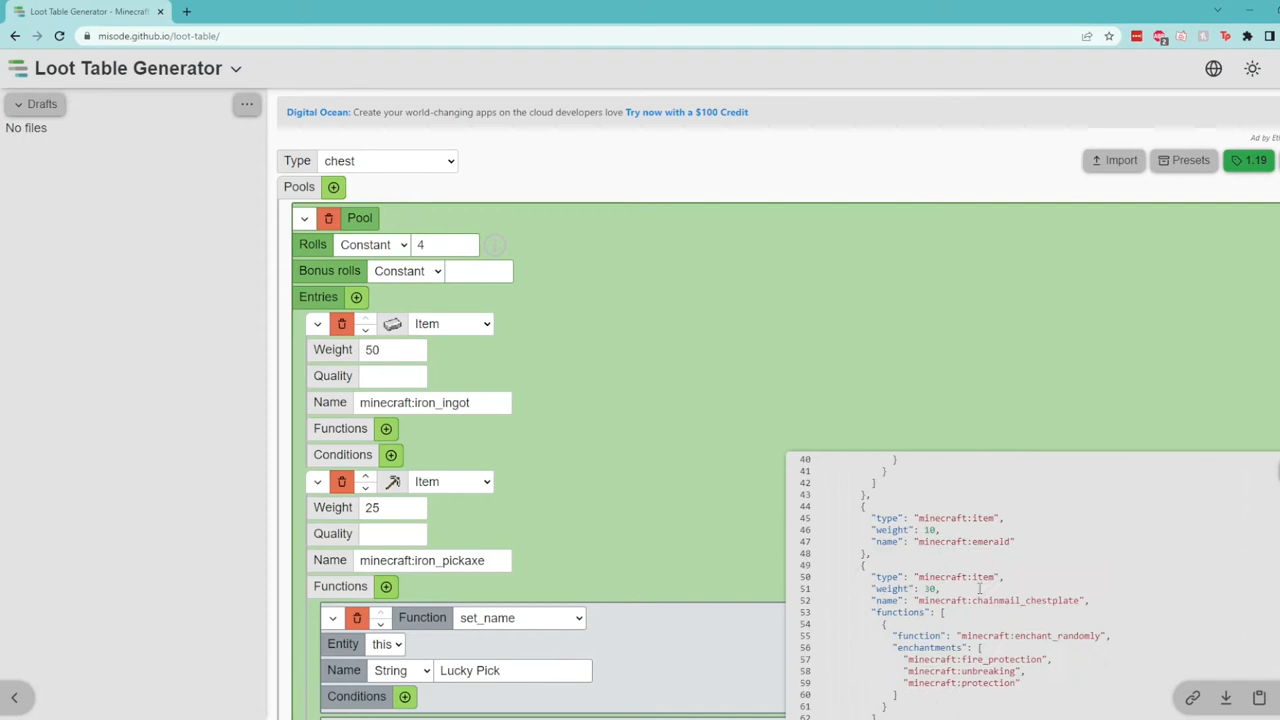 Loot Table Generator - Minecraft
misode.github.io/loot-table/
Loot Table Generator
Drafts
No files
Digital Ocean: Create your world-changing apps on the cloud developers love Try now with a $100 Credit
Ad by Et
Type chest
Import Presets 1.19
Pools
Pool
Rolls Constant 4
Bonus rolls Constant
Entries
Item
Weight 50
Quality
Name minecraft:iron_ingot
Functions
Conditions
Item
Weight 25
Quality
Name minecraft:iron_pickaxe
Functions
Function set_name
Entity this
Name String Lucky Pick
Conditions
40 }
41 }
42 ]
43 },
44 {
45 "type": "minecraft:item",
46 "weight": 10,
47 "name": "minecraft:emerald"
48 },
49 {
50 "type": "minecraft:item",
51 "weight": 30,
52 "name": "minecraft:chainmail_chestplate",
53 "functions": [
54 {
55 "function": "minecraft:enchant_randomly",
56 "enchantments": [
57 "minecraft:fire_protection",
58 "minecraft:unbreaking",
59 "minecraft:protection"
60 ]
61 }
62 ]